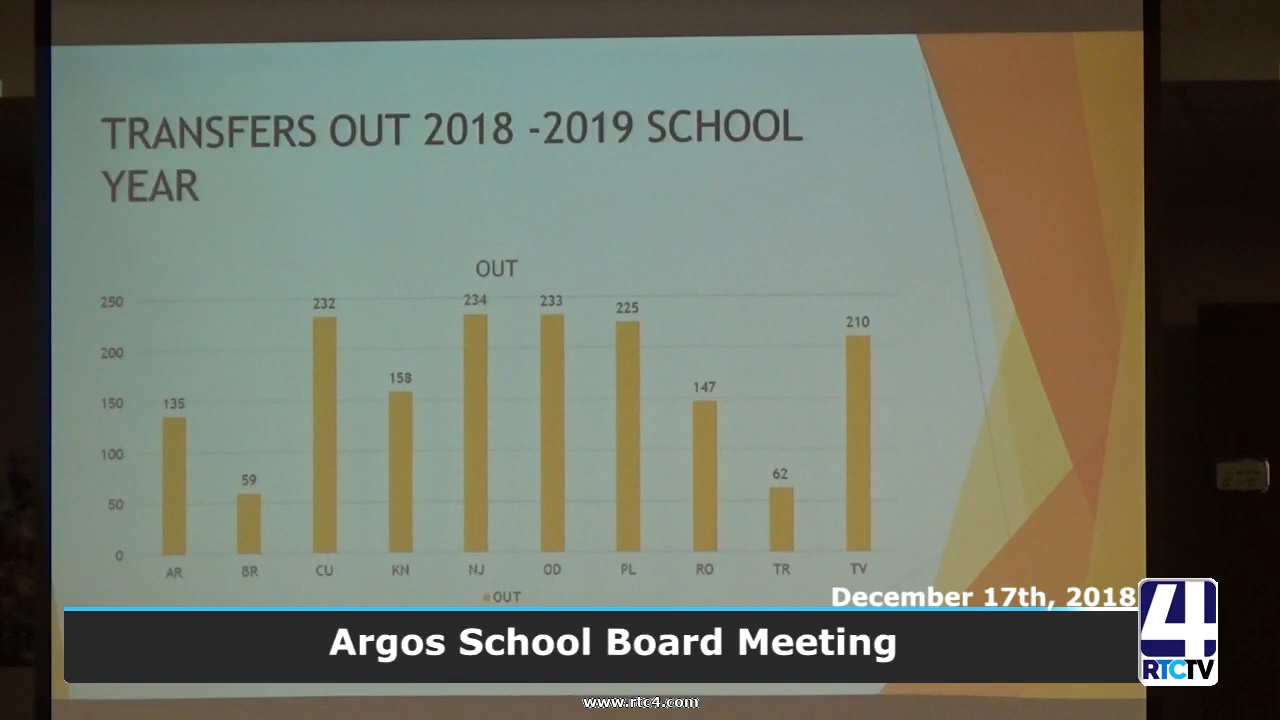 TRANSFERS OUT 2018 -2019 SCHOOL
YEAR
OUT
250
200
150
100
50
0
135
59
232
158
234
233
225
147
62
210
AR
BR
CU
KN
NJ
OD
PL
RO
TR
TV
OUT
December 17th, 2018
Argos School Board Meeting
4
RTCTV
www.rtc4.com